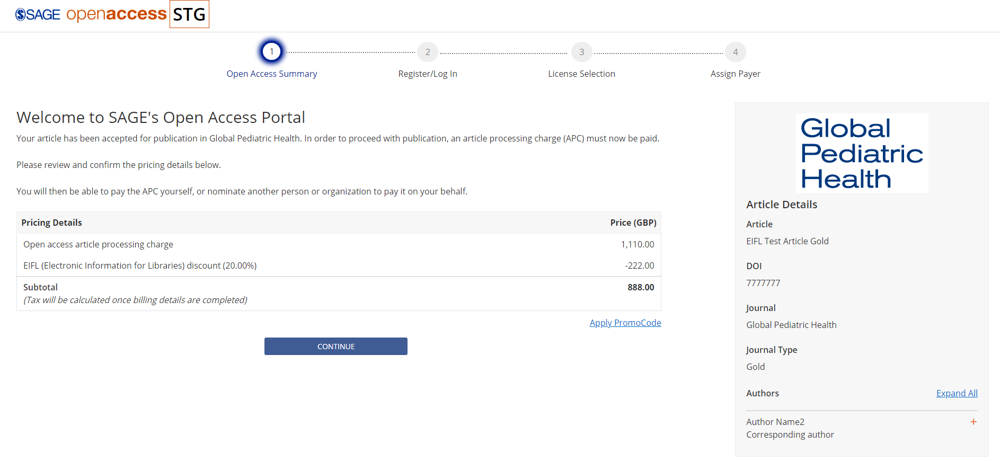 SAGE openaccess STG
1
2
3
4
Open Access Summary
Register/Log In
License Selection
Assign Payer
Welcome to SAGE's Open Access Portal
Your article has been accepted for publication in Global Pediatric Health. In order to proceed with publication, an article processing charge (APC) must now be paid.
Please review and confirm the pricing details below.
You will then be able to pay the APC yourself, or nominate another person or organization to pay it on your behalf.
Pricing Details Price (GBP)
Open access article processing charge 1,110.00
EIFL (Electronic Information for Libraries) discount (20.00%) -222.00
Subtotal 888.00
(Tax will be calculated once billing details are completed)
Apply PromoCode
CONTINUE
Global
Pediatric
Health
Article Details
Article
EIFL Test Article Gold
DOI
7777777
Journal
Global Pediatric Health
Journal Type
Gold
Authors Expand All
Author Name2 +
Corresponding author